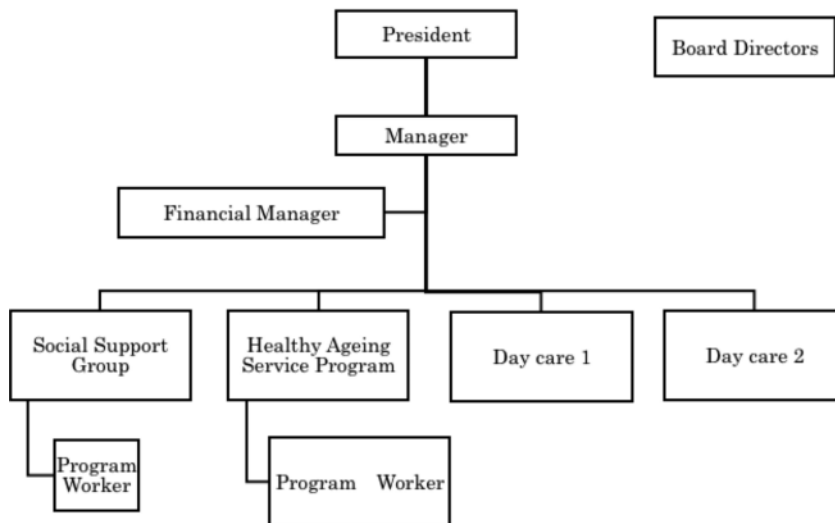 President
Board Directors
Manager
Financial Manager
Social Support
Group
Healthy Ageing
Service Program
Day care 1
Day care 2
Program
Worker
Program Worker